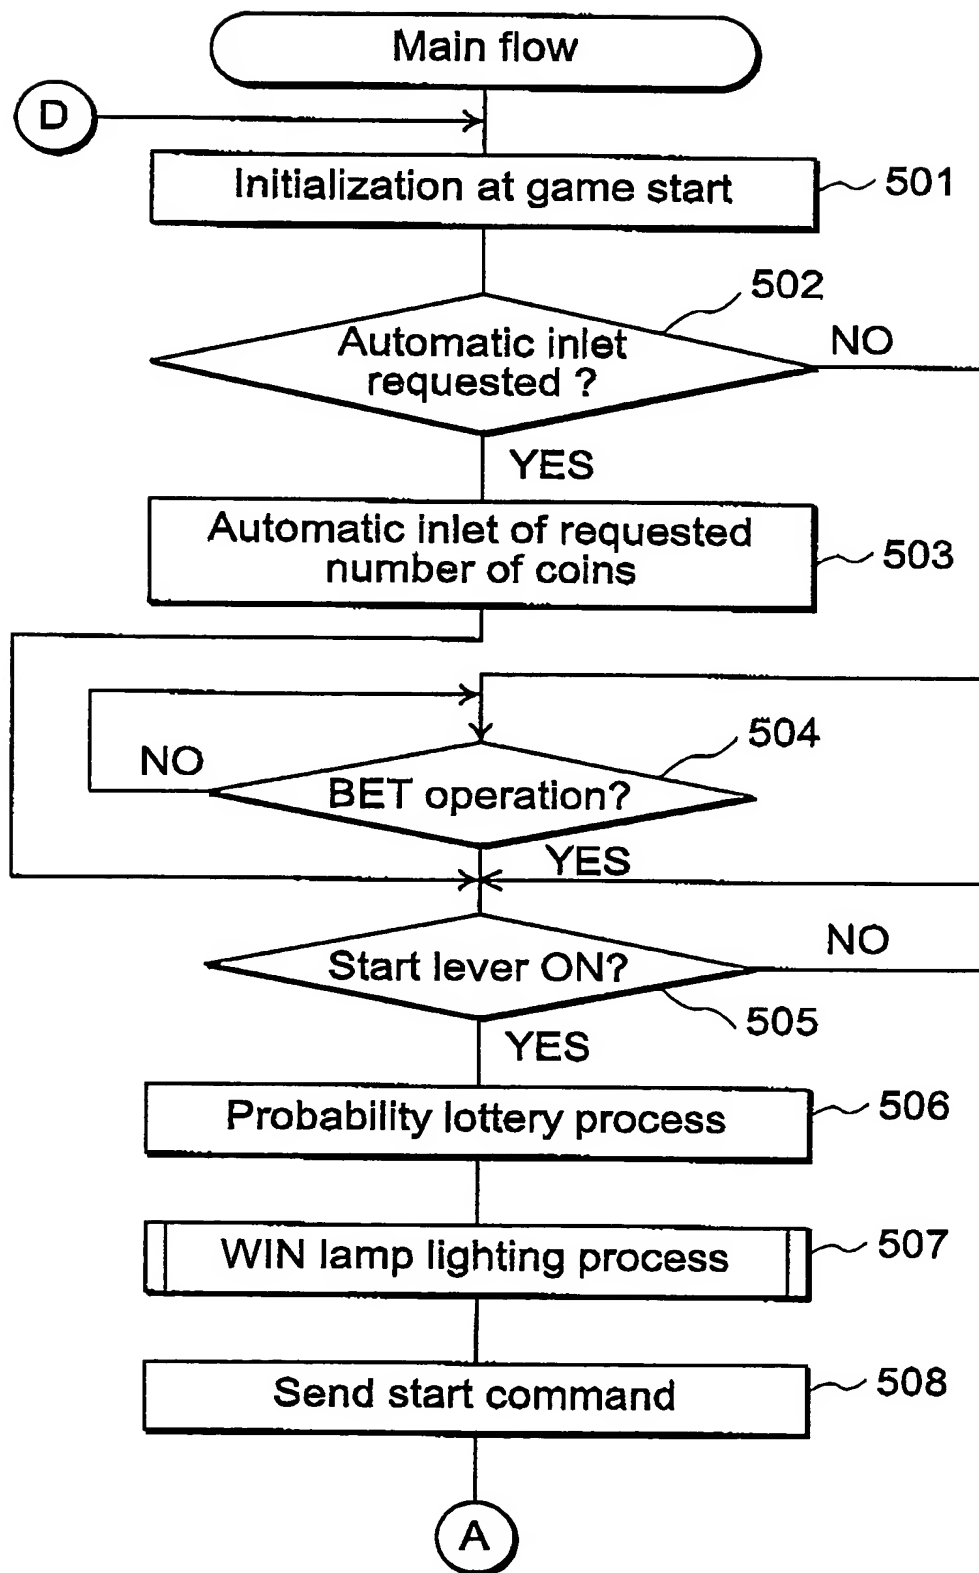 Main flow
D
Initialization at game start
501
502
Automatic inlet
requested ?
NO
YES
Automatic inlet of requested
number of coins
503
504
NO
BET operation?
YES
NO
Start lever ON?
505
YES
Probability lottery process
506
WIN lamp lighting process
507
Send start command
508
A